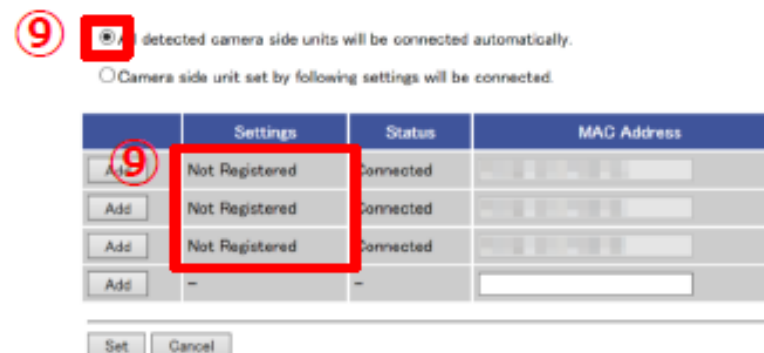 ⑨ All detected camera side units will be connected automatically.
Camera side unit set by following settings will be connected.
Settings Status MAC Address
Add ⑨ Not Registered Connected
Add Not Registered Connected
Add Not Registered Connected
Add - -
Set Cancel